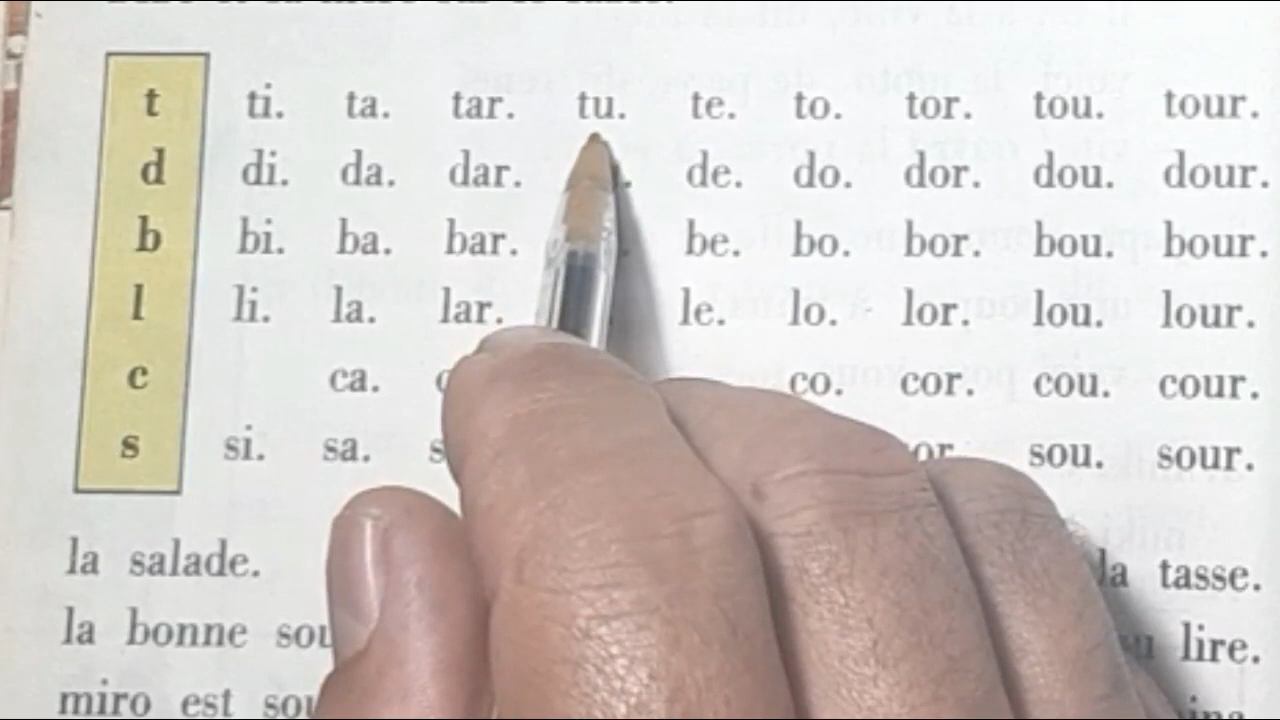 t ti. ta. tar. tu. te. to. tor. tou. tour.
d di. da. dar. de. do. dor. dou. dour.
b bi. ba. bar. be. bo. bor. bou. bour.
l li. la. lar. le. lo. lor. lou. lour.
c ca. co. cor. cou. cour.
s si. sa. sou. sour.
la salade. la tasse.
la bonne lire.
miro est